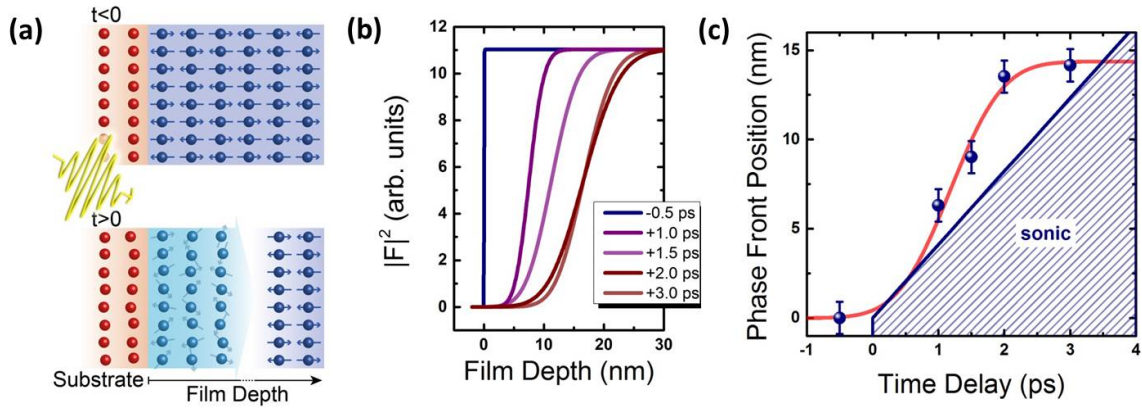 (a)
t<0
t>0
Substrate
Film Depth
(b)
|F|² (arb. units)
12
10
8
6
4
2
0
0
10
20
30
Film Depth (nm)
-0.5 ps
+1.0 ps
+1.5 ps
+2.0 ps
+3.0 ps
(c)
Phase Front Position (nm)
15
10
5
0
-1
0
1
2
3
4
Time Delay (ps)
sonic